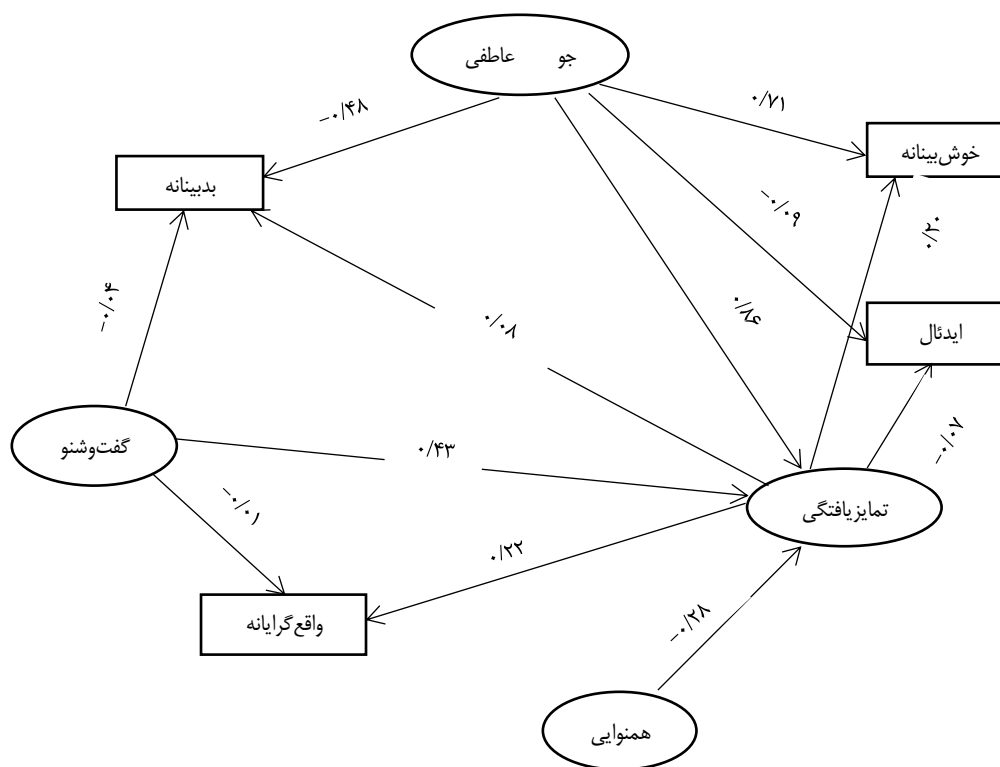 جو عاطفی
۰/۷۱
-۰/۴۸
خوش‌بینانه
بدبینانه
-۰/۰۹
۰/۲۰
-۰/۰۴
۰/۸۶
۰/۰۸
ایدئال
گفت‌وشنو
۰/۴۳
-۰/۰۷
-۰/۰۱
تمایزیافتگی
۰/۲۲
واقع‌گرایانه
-۰/۲۸
همنوایی